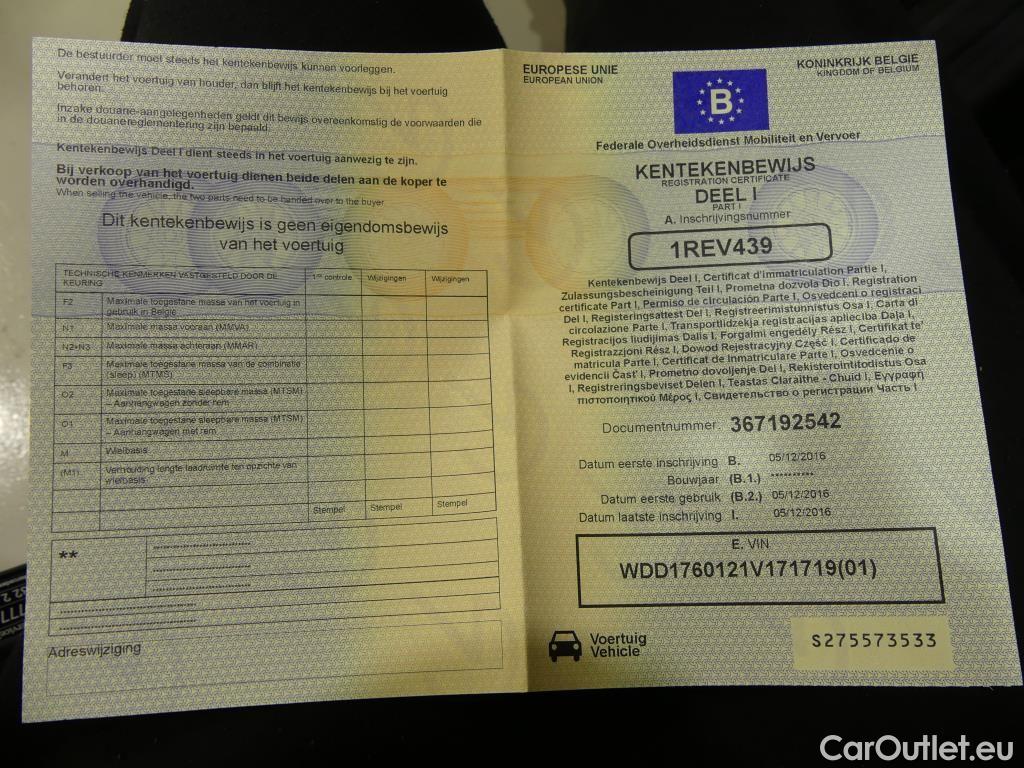 De bestuurder moet steeds het kentekenbewijs kunnen voorleggen.
Verandert het voertuig van houder, dan blijft het kentekenbewijs bij het voertuig
behoren.
Inzake douane-aangelegenheden geldt dit bewijs overeenkomstig de voorwaarden die
in de douanereglementering zijn bepaald.
Kentekenbewijs Deel I dient steeds in het voertuig aanwezig te zijn.
Bij verkoop van het voertuig dienen beide delen aan de koper te
worden overhandigd.
When selling the vehicle, the two parts need to be handed over to the buyer
Dit kentekenbewijs is geen eigendomsbewijs
van het voertuig
TECHNISCHE KENMERKEN VASTGESTELD DOOR DE
KEURING
1ste controle
Wijzigingen
Wijzigingen
F2 Maximale toegestane massa van het voertuig in
gebruik in Belgie
N1 Maximale massa vooraan (MMVA)
N2+N3 Maximale massa achteraan (MMAR)
F3 Maximale toegestane massa van de combinatie
(sleep) (MTMS)
O2 Maximale toegestane sleepbare massa (MTSM)
– Aanhangwagen zonder rem
O1 Maximale toegestane sleepbare massa (MTSM)
– Aanhangwagen met rem
M Wielbasis
(M1) Verhouding lengte laadruimte ten opzichte van
wielbasis
Stempel Stempel Stempel
**
Adreswijziging
EUROPESE UNIE
EUROPEAN UNION
KONINKRIJK BELGIE
KINGDOM OF BELGIUM
B
Federale Overheidsdienst Mobiliteit en Vervoer
KENTEKENBEWIJS
REGISTRATION CERTIFICATE
DEEL I
PART I
A. Inschrijvingsnummer
1REV439
Kentekenbewijs Deel I, Certificat d'immatriculation Partie I,
Zulassungsbescheinigung Teil I, Prometna dozvola Dio I, Registration
certificate Part I, Permiso de circulación Parte I, Osvedceni o registraci
Del I, Registeringsattest Del I, Registreerimistunnistus Osa I, Carta di
circolazione Parte I, Transportlidzekja registracijas aplieciba Daļa I,
Registracijos liudijimas Dalis I, Forgalmi engedély Rész I, Certifikat te'
Registrazzjoni Rész I, Dowod Rejestracyjny Część I, Certificado de
matricula Parte I, Certificat de Inmatriculare Parte I, Osvedcenie o
evidencii Čast' I, Prometno dovoljenje Del I, Rekisterointitodistus Osa
I, Registreringsbeviset Delen I, Teastas Claraithe - Chuid I, Εγγραφή
πιστοποιητικού Μέρος I, Свидетельство о регистрации Часть I
Documentnummer. 367192542
Datum eerste inschrijving B. 05/12/2016
Bouwjaar (B.1.) **********
Datum eerste gebruik (B.2.) 05/12/2016
Datum laatste inschrijving I. 05/12/2016
E. VIN
WDD1760121V171719(01)
Voertuig
Vehicle
S275573533
CarOutlet.eu